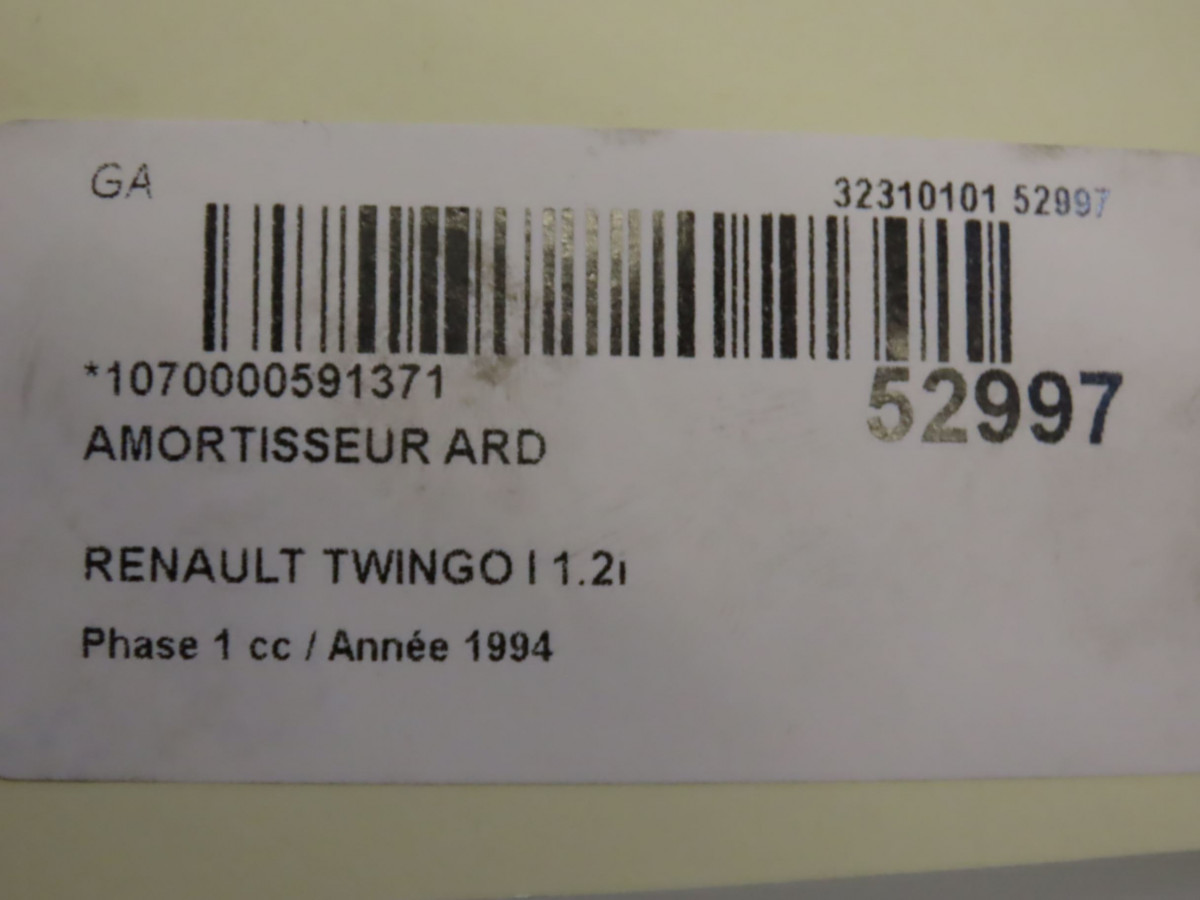 GA
32310101 52997
*1070000591371
52997
AMORTISSEUR ARD
RENAULT TWINGO I 1.2i
Phase 1 cc / Année 1994